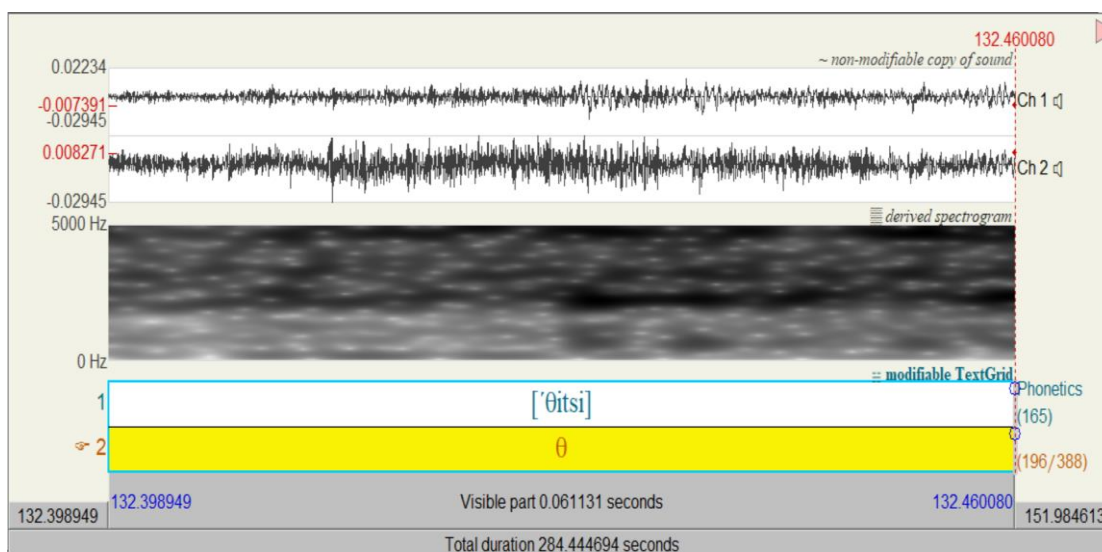 132.460080
~ non-modifiable copy of sound
0.02234
-0.007391
-0.02945
Ch 1
0.008271
Ch 2
-0.02945
5000 Hz
derived spectrogram
0 Hz
modifiable TextGrid
1
[´θitsi]
Phonetics
(165)
2
θ
(196/388)
132.398949
Visible part 0.061131 seconds
132.460080
132.398949
151.984613
Total duration 284.444694 seconds